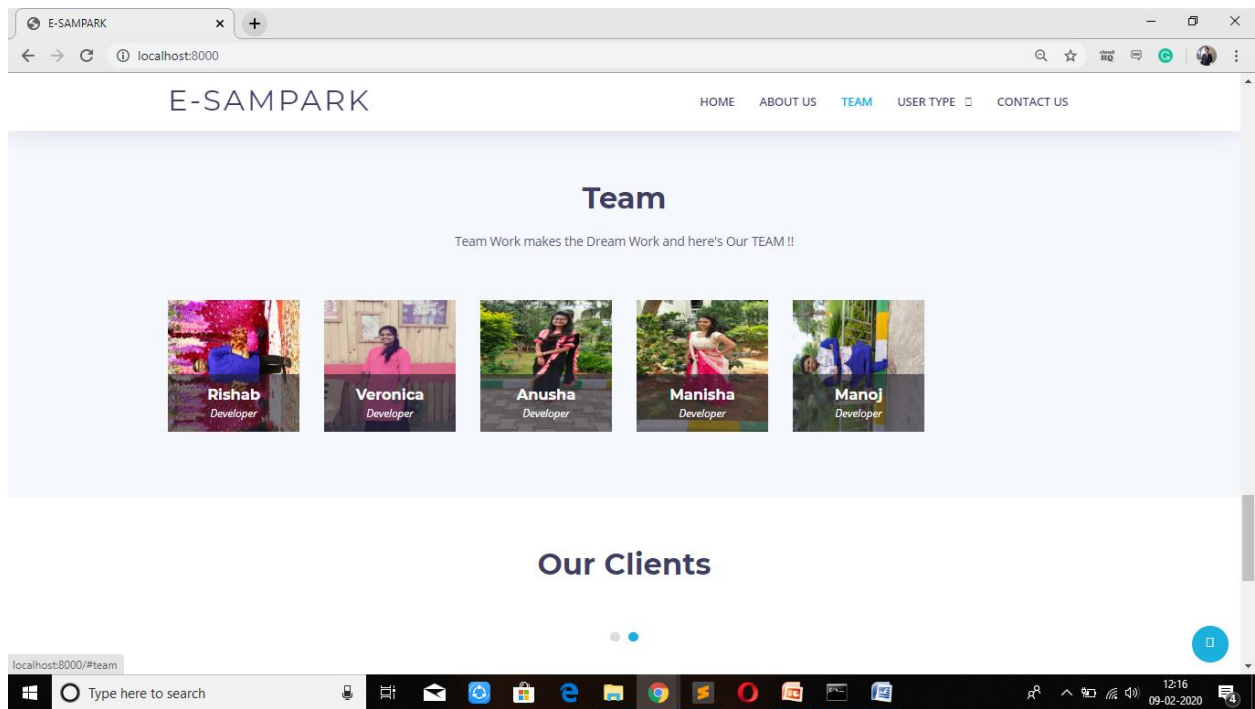 E-SAMPARK
localhost:8000
E-SAMPARK
HOME ABOUT US TEAM USER TYPE CONTACT US
Team
Team Work makes the Dream Work and here's Our TEAM !!
Rishab
Developer
Veronica
Developer
Anusha
Developer
Manisha
Developer
Manoj
Developer
Our Clients
localhost:8000/#team
Type here to search
12:16
09-02-2020
4